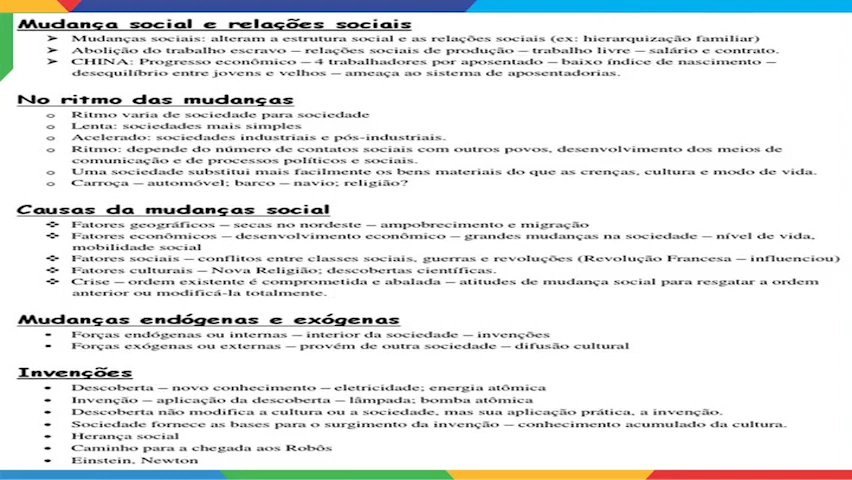 Mudança social e relações sociais
➤ Mudanças sociais: alteram a estrutura social e as relações sociais (ex: hierarquização familiar)
➤ Abolição do trabalho escravo – relações sociais de produção – trabalho livre – salário e contrato.
➤ CHINA: Progresso econômico – 4 trabalhadores por aposentado – baixo índice de nascimento –
desequilíbrio entre jovens e velhos – ameaça ao sistema de aposentadorias.
No ritmo das mudanças
o Ritmo varia de sociedade para sociedade
o Lenta: sociedades mais simples
o Acelerado: sociedades industriais e pós-industriais.
o Ritmo: depende do número de contatos sociais com outros povos, desenvolvimento dos meios de
comunicação e de processos políticos e sociais.
o Uma sociedade substitui mais facilmente os bens materiais do que as crenças, cultura e modo de vida.
o Carroça – automóvel; barco – navio; religião?
Causas da mudanças social
❖ Fatores geográficos – secas no nordeste – ampobrecimento e migração
❖ Fatores econômicos – desenvolvimento econômico – grandes mudanças na sociedade – nível de vida,
mobilidade social
❖ Fatores sociais – conflitos entre classes sociais, guerras e revoluções (Revolução Francesa – influenciou)
❖ Fatores culturais – Nova Religião; descobertas científicas.
❖ Crise – ordem existente é comprometida e abalada – atitudes de mudança social para resgatar a ordem
anterior ou modificá-la totalmente.
Mudanças endógenas e exógenas
• Forças endógenas ou internas – interior da sociedade – invenções
• Forças exógenas ou externas – provém de outra sociedade – difusão cultural
Invenções
• Descoberta – novo conhecimento – eletricidade; energia atômica
• Invenção – aplicação da descoberta – lâmpada; bomba atômica
• Descoberta não modifica a cultura ou a sociedade, mas sua aplicação prática, a invenção.
• Sociedade fornece as bases para o surgimento da invenção – conhecimento acumulado da cultura.
• Herança social
• Caminho para a chegada aos Robôs
• Einstein, Newton